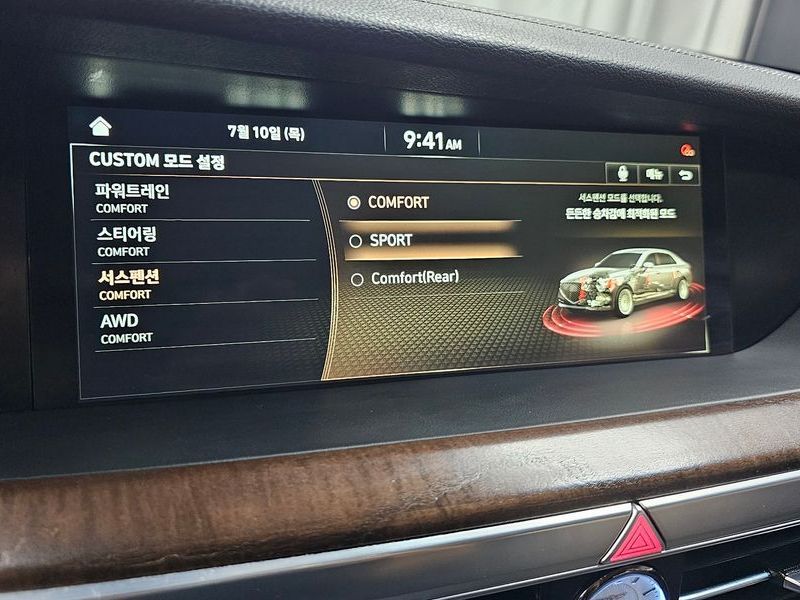 7월 10일 (목)
9:41 AM
CUSTOM 모드 설정
메뉴
파워트레인
COMFORT
스티어링
COMFORT
서스펜션
COMFORT
AWD
COMFORT
COMFORT
SPORT
Comfort(Rear)
서스펜션 모드를 선택합니다.
든든한 승차감에 최적화된 모드